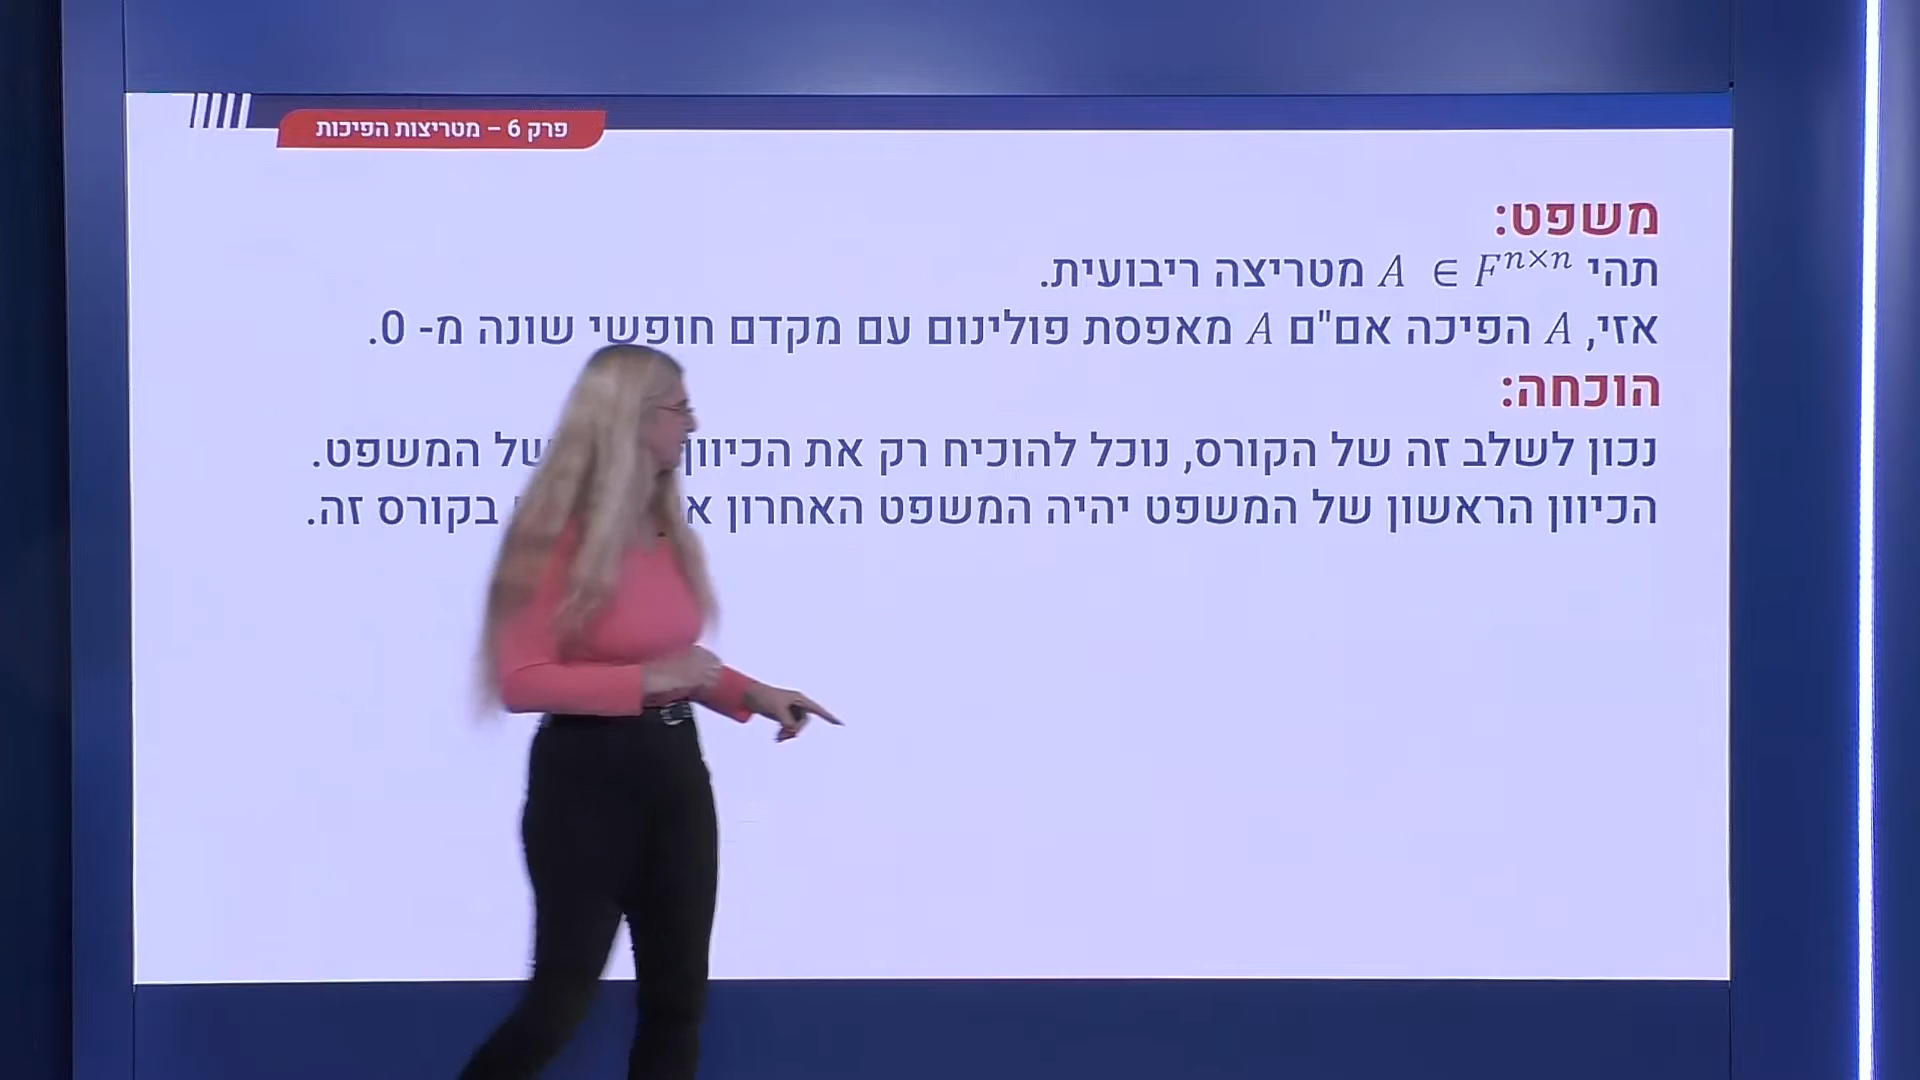 פרק 6 – מטריצות הפיכות
משפט:
תהי A ∈ F^{n×n} מטריצה ריבועית.
אזי, A הפיכה אם"ם A מאפסת פולינום עם מקדם חופשי שונה מ- 0.
הוכחה:
נכון לשלב זה של הקורס, נוכל להוכיח רק את הכיוון של המשפט.
הכיוון הראשון של המשפט יהיה המשפט האחרון בקורס זה.